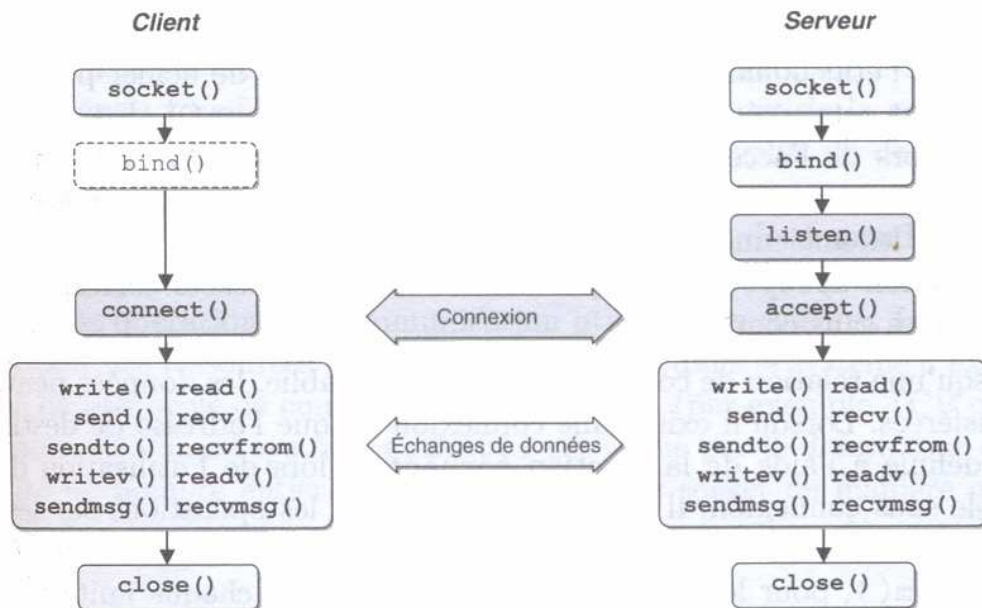 Client
socket()
bind()
connect()
write() read()
send() recv()
sendto() recvfrom()
writev() readv()
sendmsg() recvmsg()
close()
Connexion
Échanges de données
Serveur
socket()
bind()
listen()
accept()
write() read()
send() recv()
sendto() recvfrom()
writev() readv()
sendmsg() recvmsg()
close()